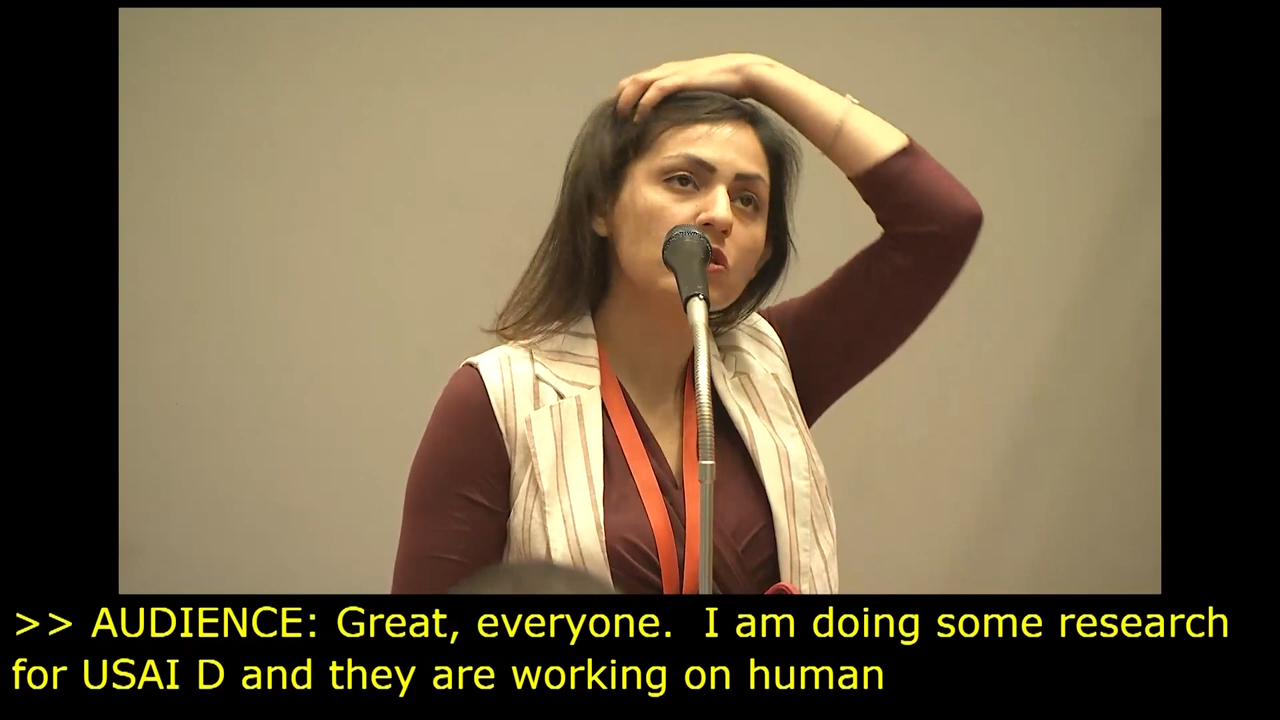 >> AUDIENCE: Great, everyone.  I am doing some research
for USAI D and they are working on human